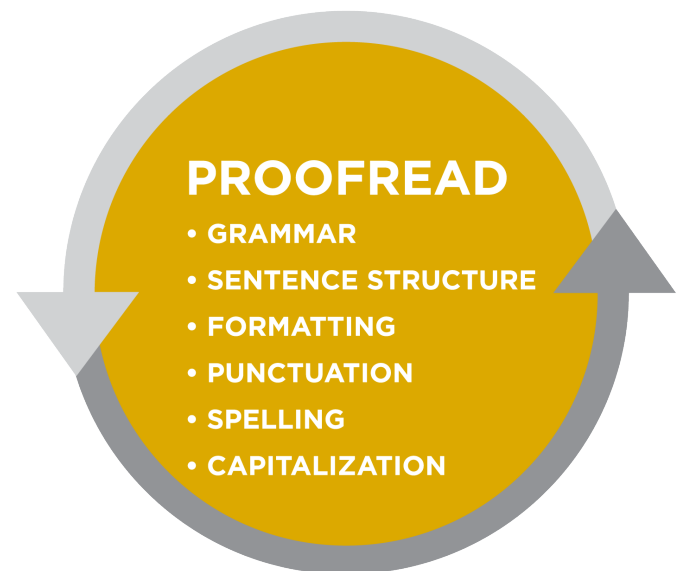 PROOFREAD
• GRAMMAR
• SENTENCE STRUCTURE
• FORMATTING
• PUNCTUATION
• SPELLING
• CAPITALIZATION